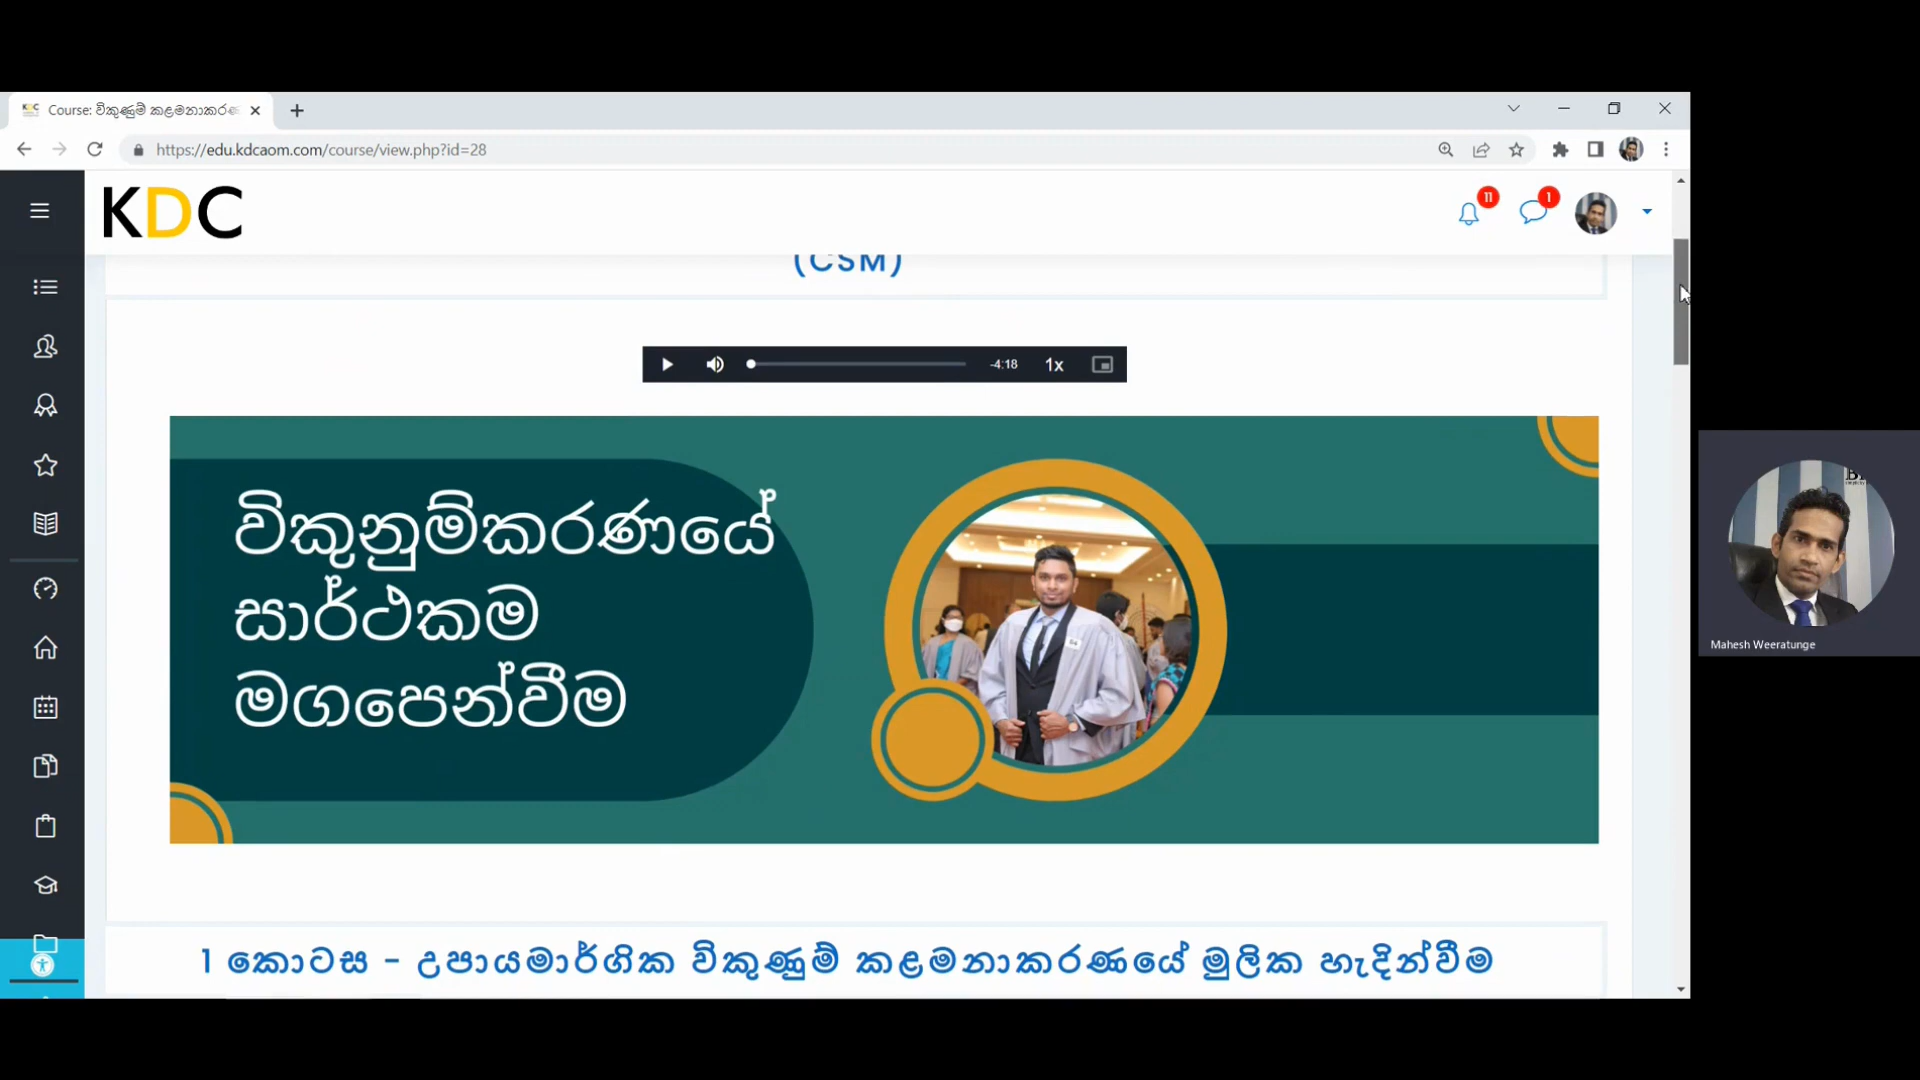 Course: විකුණුම් කළමනාකරණ
https://edu.kdcaom.com/course/view.php?id=28
KDC
11
1
(CSM)
-4:18
1x
විකුනුම්කරණයේ
සාර්ථකම
මගපෙන්වීම
1 කොටස - උපායමාර්ගික විකුණුම් කළමනාකරණයේ මුලික හැදින්වීම
Mahesh Weeratunge